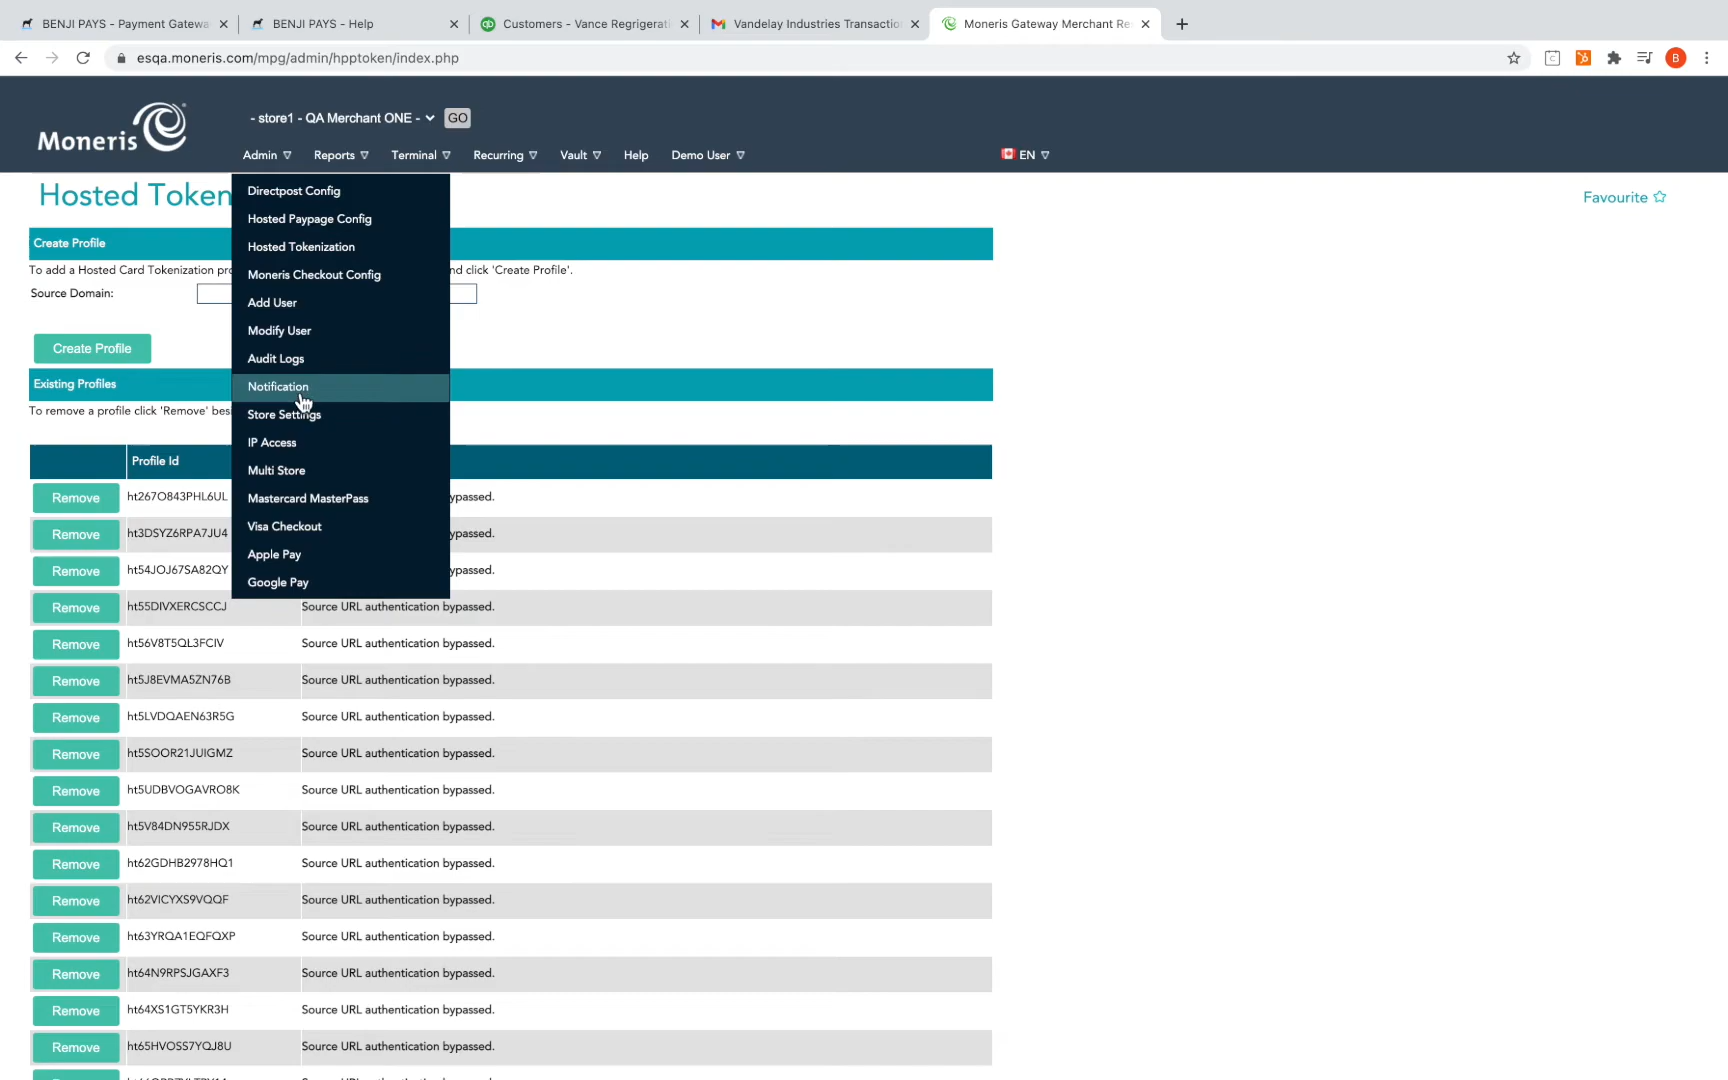 BENJI PAYS - Payment Gatewa
BENJI PAYS - Help
Customers - Vance Regrigerati
Vandelay Industries Transactio
Moneris Gateway Merchant Re
esqa.moneris.com/mpg/admin/hpptoken/index.php
B
Moneris
- store1 - QA Merchant ONE -
GO
Admin
Reports
Terminal
Recurring
Vault
Help
Demo User
EN
Hosted Token
Favourite
Directpost Config
Hosted Paypage Config
Hosted Tokenization
Moneris Checkout Config
Add User
Modify User
Audit Logs
Notification
Store Settings
IP Access
Multi Store
Mastercard MasterPass
Visa Checkout
Apple Pay
Google Pay
Create Profile
To add a Hosted Card Tokenization pro
nd click 'Create Profile'.
Source Domain:
Create Profile
Existing Profiles
To remove a profile click 'Remove' besi
Profile Id
Remove ht267O843PHL6UL ypassed.
Remove ht3DSYZ6RPA7JU4 ypassed.
Remove ht54JOJ67SA82QY ypassed.
Remove ht55DIVXERCSCCJ Source URL authentication bypassed.
Remove ht56V8T5QL3FCIV Source URL authentication bypassed.
Remove ht5J8EVMA5ZN76B Source URL authentication bypassed.
Remove ht5LVDQAEN63R5G Source URL authentication bypassed.
Remove ht5SOOR21JUIGMZ Source URL authentication bypassed.
Remove ht5UDBVOGAVRO8K Source URL authentication bypassed.
Remove ht5V84DN955RJDX Source URL authentication bypassed.
Remove ht62GDHB2978HQ1 Source URL authentication bypassed.
Remove ht62VICYXS9VQQF Source URL authentication bypassed.
Remove ht63YRQA1EQFQXP Source URL authentication bypassed.
Remove ht64N9RPSJGAXF3 Source URL authentication bypassed.
Remove ht64XS1GT5YKR3H Source URL authentication bypassed.
Remove ht65HVOSS7YQJ8U Source URL authentication bypassed.